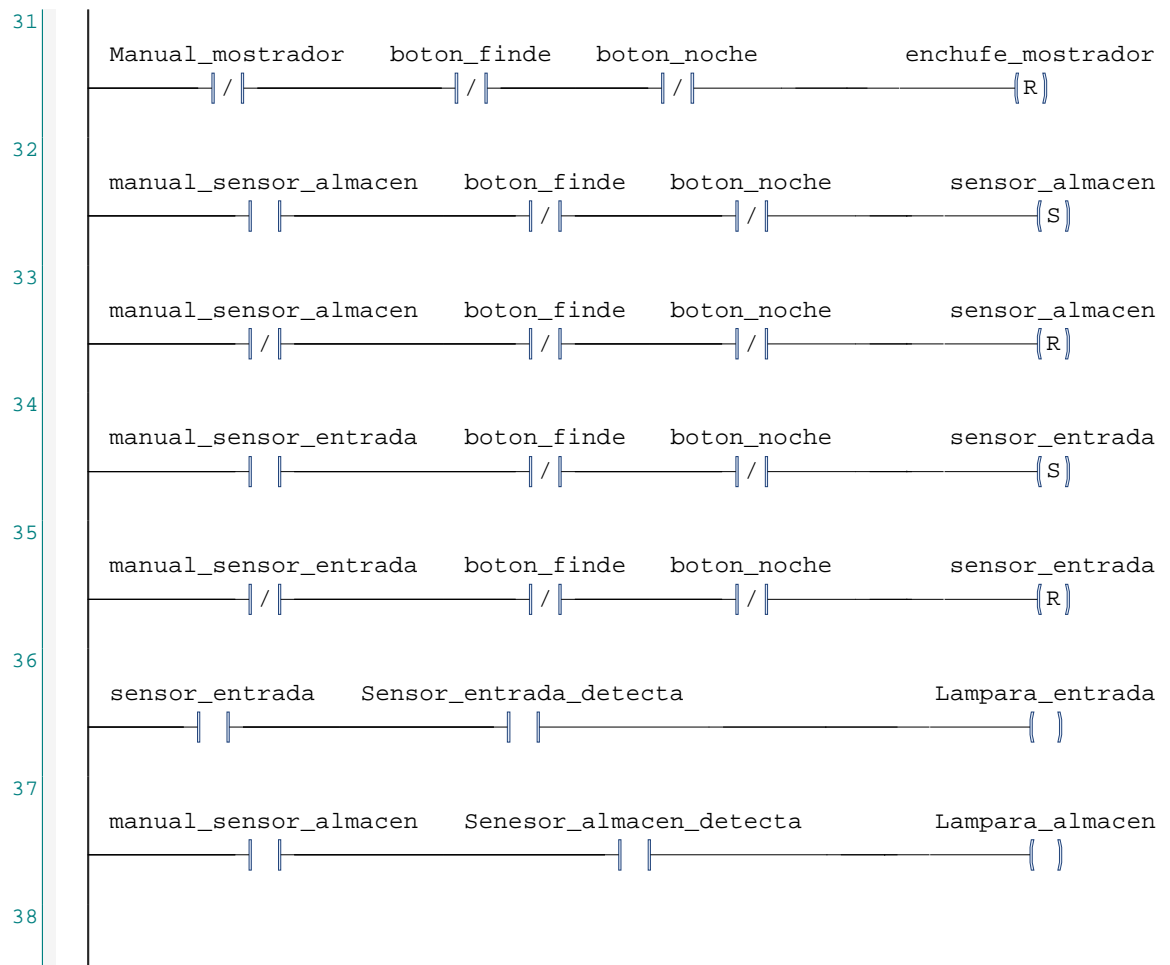 31
Manual_mostrador boton_finde boton_noche enchufe_mostrador
/ / / R
32
manual_sensor_almacen boton_finde boton_noche sensor_almacen
/ / S
33
manual_sensor_almacen boton_finde boton_noche sensor_almacen
/ / / R
34
manual_sensor_entrada boton_finde boton_noche sensor_entrada
/ / S
35
manual_sensor_entrada boton_finde boton_noche sensor_entrada
/ / / R
36
sensor_entrada Sensor_entrada_detecta Lampara_entrada
37
manual_sensor_almacen Senesor_almacen_detecta Lampara_almacen
38